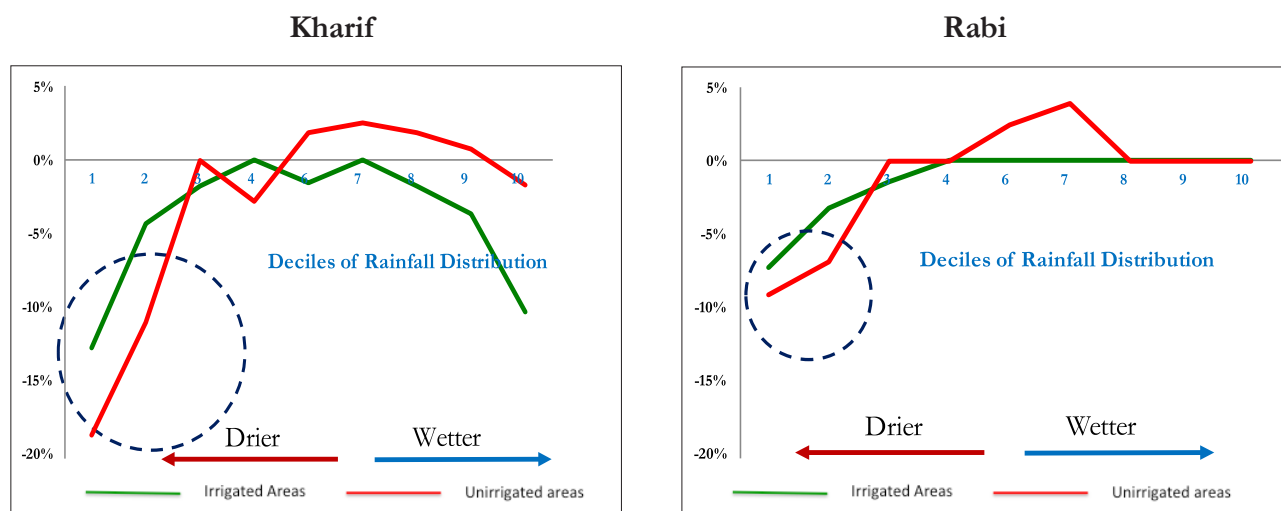 Kharif
5%
0%
1 2 3 4 6 7 8 9 10
-5%
Deciles of Rainfall Distribution
-10%
-15%
Drier Wetter
-20%
Irrigated Areas Unirrigated areas
Rabi
5%
0%
1 2 3 4 6 7 8 9 10
-5%
Deciles of Rainfall Distribution
-10%
-15%
Drier Wetter
-20%
Irrigated Areas Unirrigated areas